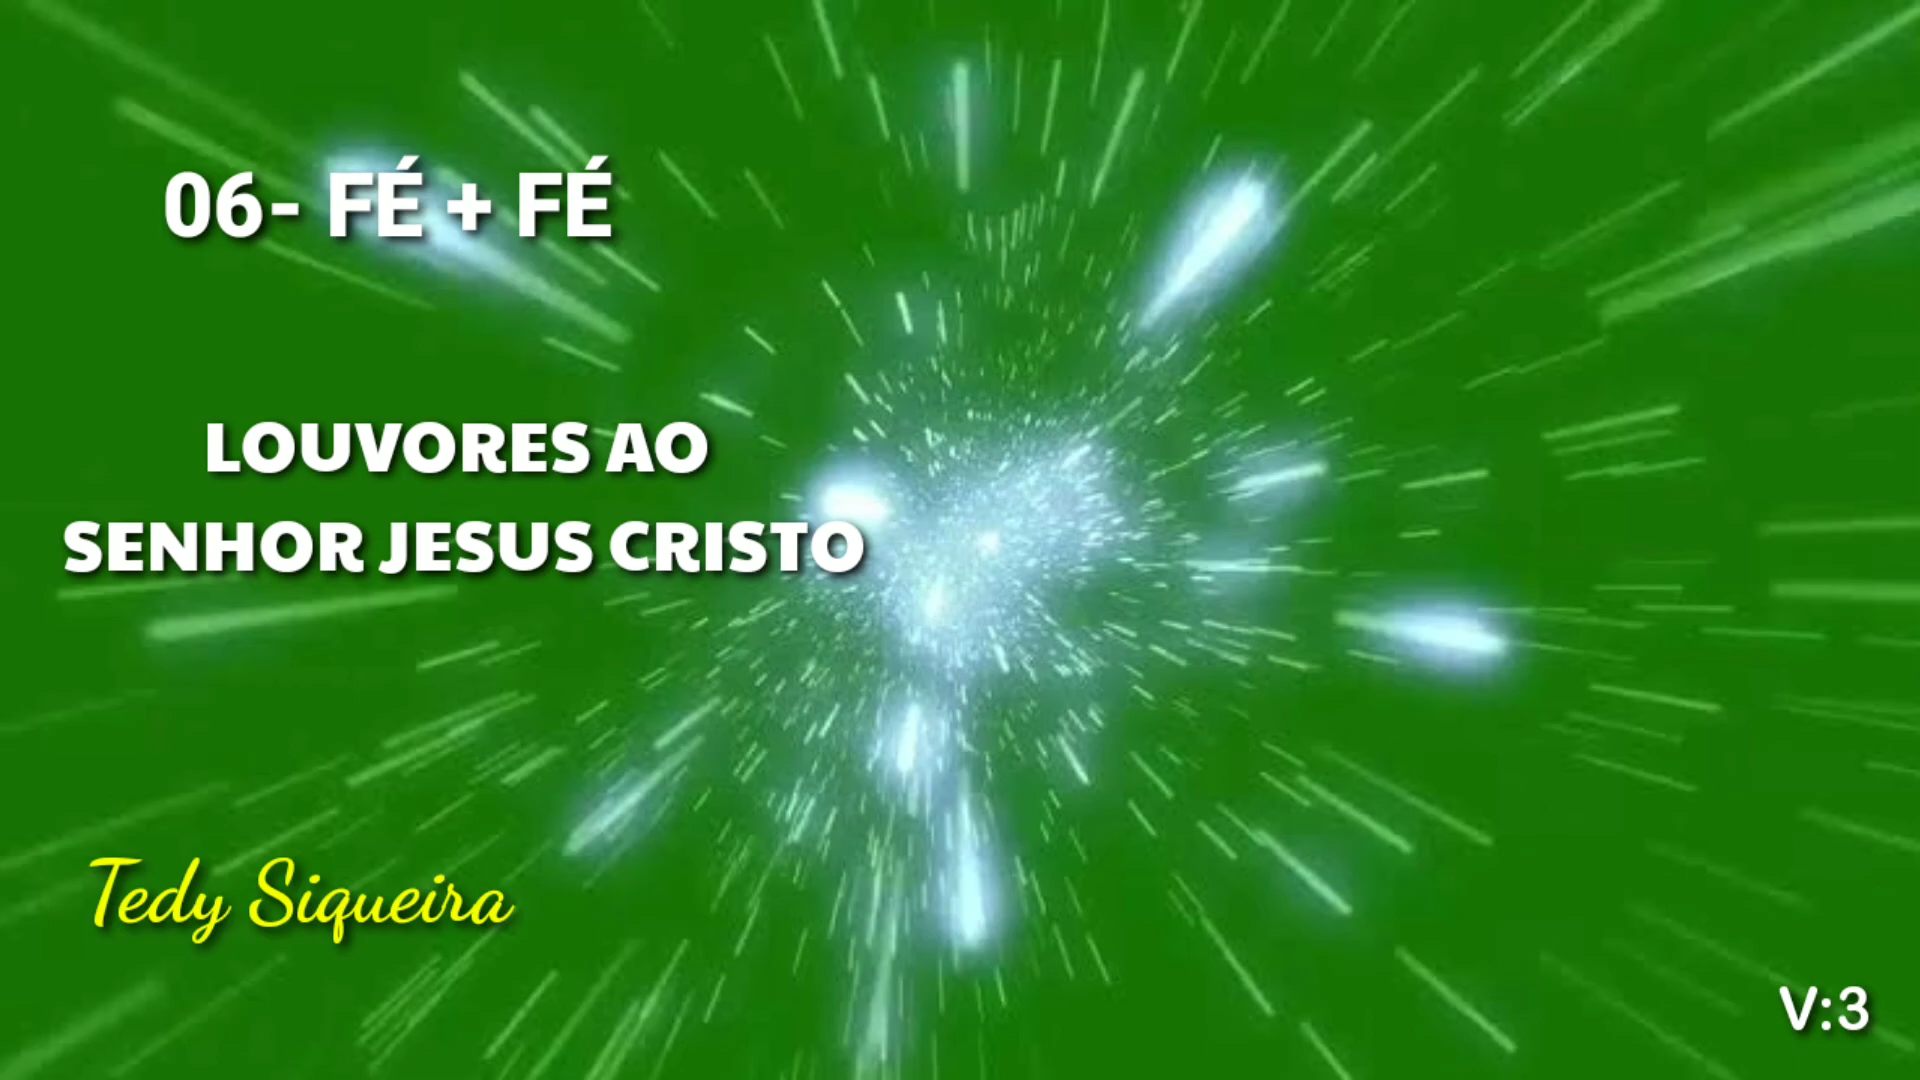 06- FÉ + FÉ
LOUVORES AO
SENHOR JESUS CRISTO
Tedy Siqueira
V:3